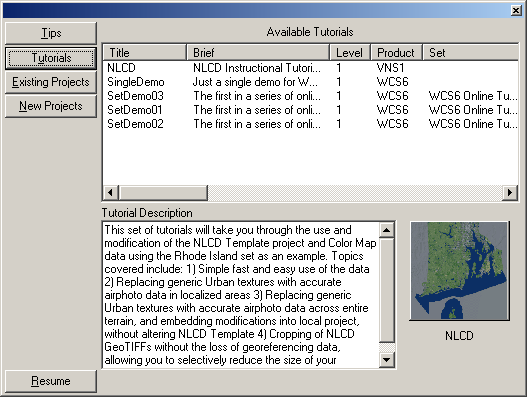 Tips
Available Tutorials
Tutorials
Existing Projects
New Projects
Title Brief Level Product Set
NLCD NLCD Instructional Tutori... 1 VNS1
SingleDemo Just a single demo for W... 1 WCS6
SetDemo03 The first in a series of onli... 1 WCS6 WCS6 Online Tu...
SetDemo01 The first in a series of onli... 1 WCS6 WCS6 Online Tu...
SetDemo02 The first in a series of onli... 1 WCS6 WCS6 Online Tu...
Tutorial Description
This set of tutorials will take you through the use and
modification of the NLCD Template project and Color Map
data using the Rhode Island set as an example. Topics
covered include: 1) Simple fast and easy use of the data
2) Replacing generic Urban textures with accurate
airphoto data in localized areas 3) Replacing generic
Urban textures with accurate airphoto data across entire
terrain, and embedding modifications into local project,
without altering NLCD Template 4) Cropping of NLCD
GeoTIFFs without the loss of georeferencing data,
allowing you to selectively reduce the size of your
NLCD
Resume